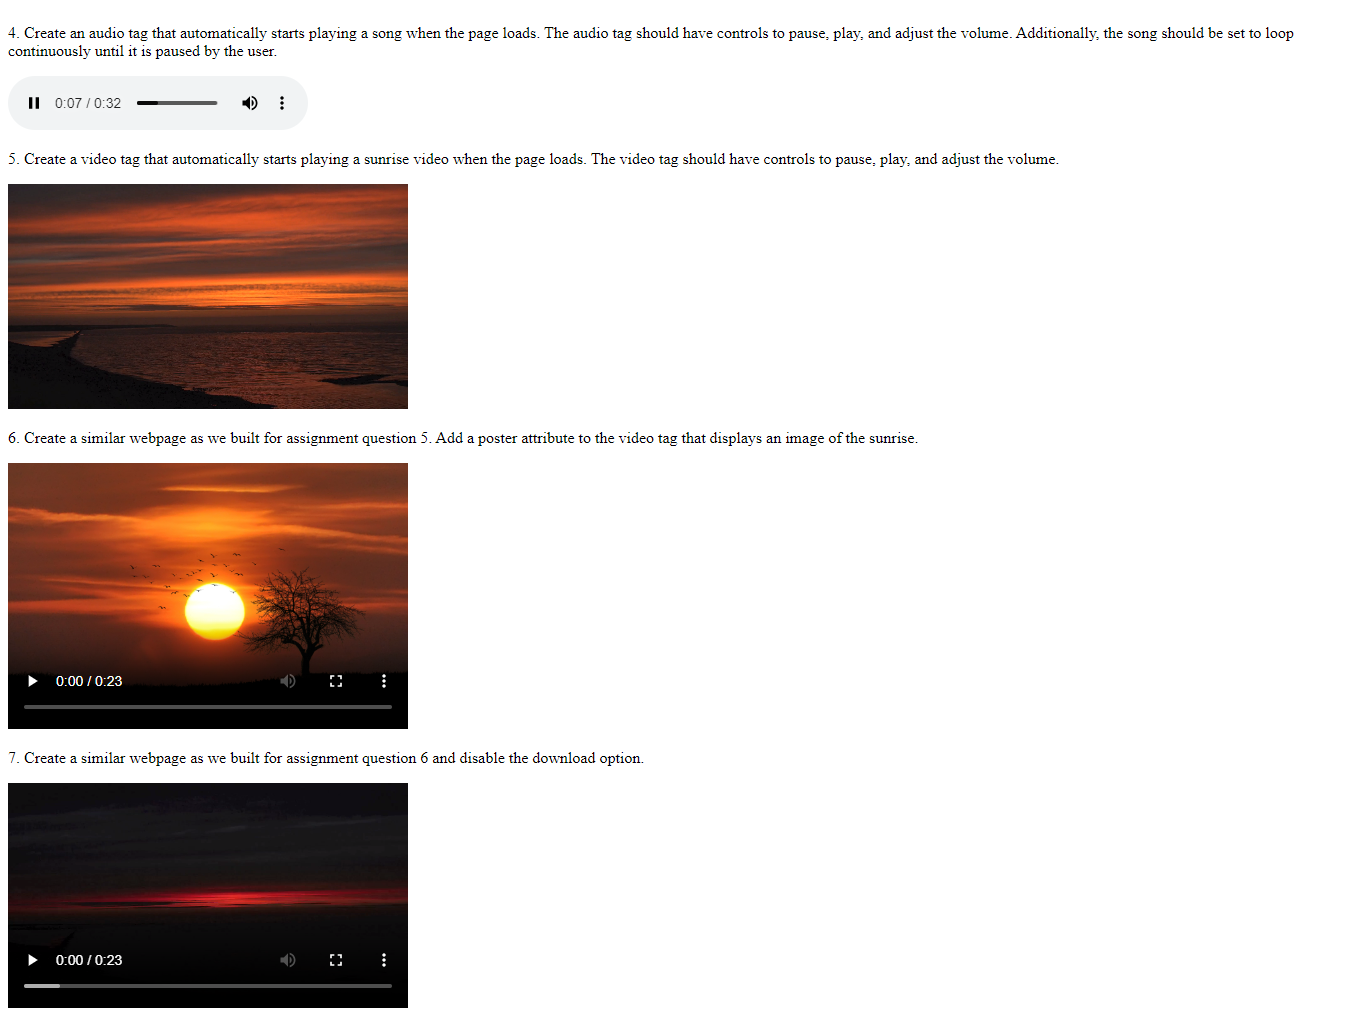 4. Create an audio tag that automatically starts playing a song when the page loads. The audio tag should have controls to pause, play, and adjust the volume. Additionally, the song should be set to loop
continuously until it is paused by the user.
0:07 / 0:32
5. Create a video tag that automatically starts playing a sunrise video when the page loads. The video tag should have controls to pause, play, and adjust the volume.
6. Create a similar webpage as we built for assignment question 5. Add a poster attribute to the video tag that displays an image of the sunrise.
0:00 / 0:23
7. Create a similar webpage as we built for assignment question 6 and disable the download option.
0:00 / 0:23